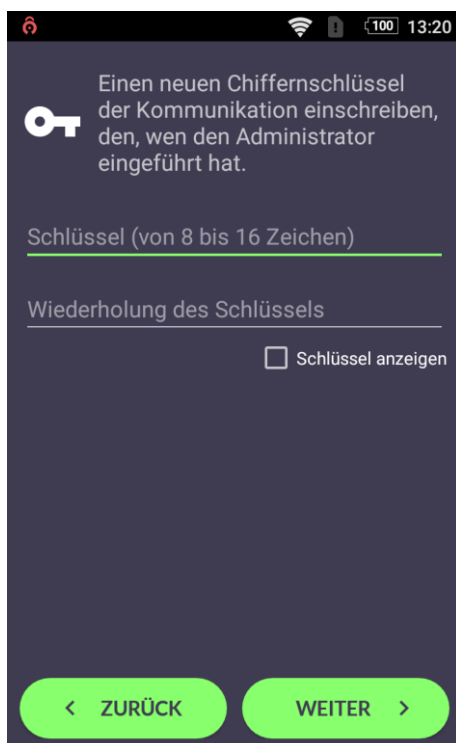 100 13:20
Einen neuen Chiffernschlüssel
der Kommunikation einschreiben,
den, wen den Administrator
eingeführt hat.
Schlüssel (von 8 bis 16 Zeichen)
Wiederholung des Schlüssels
Schlüssel anzeigen
< ZURÜCK WEITER >